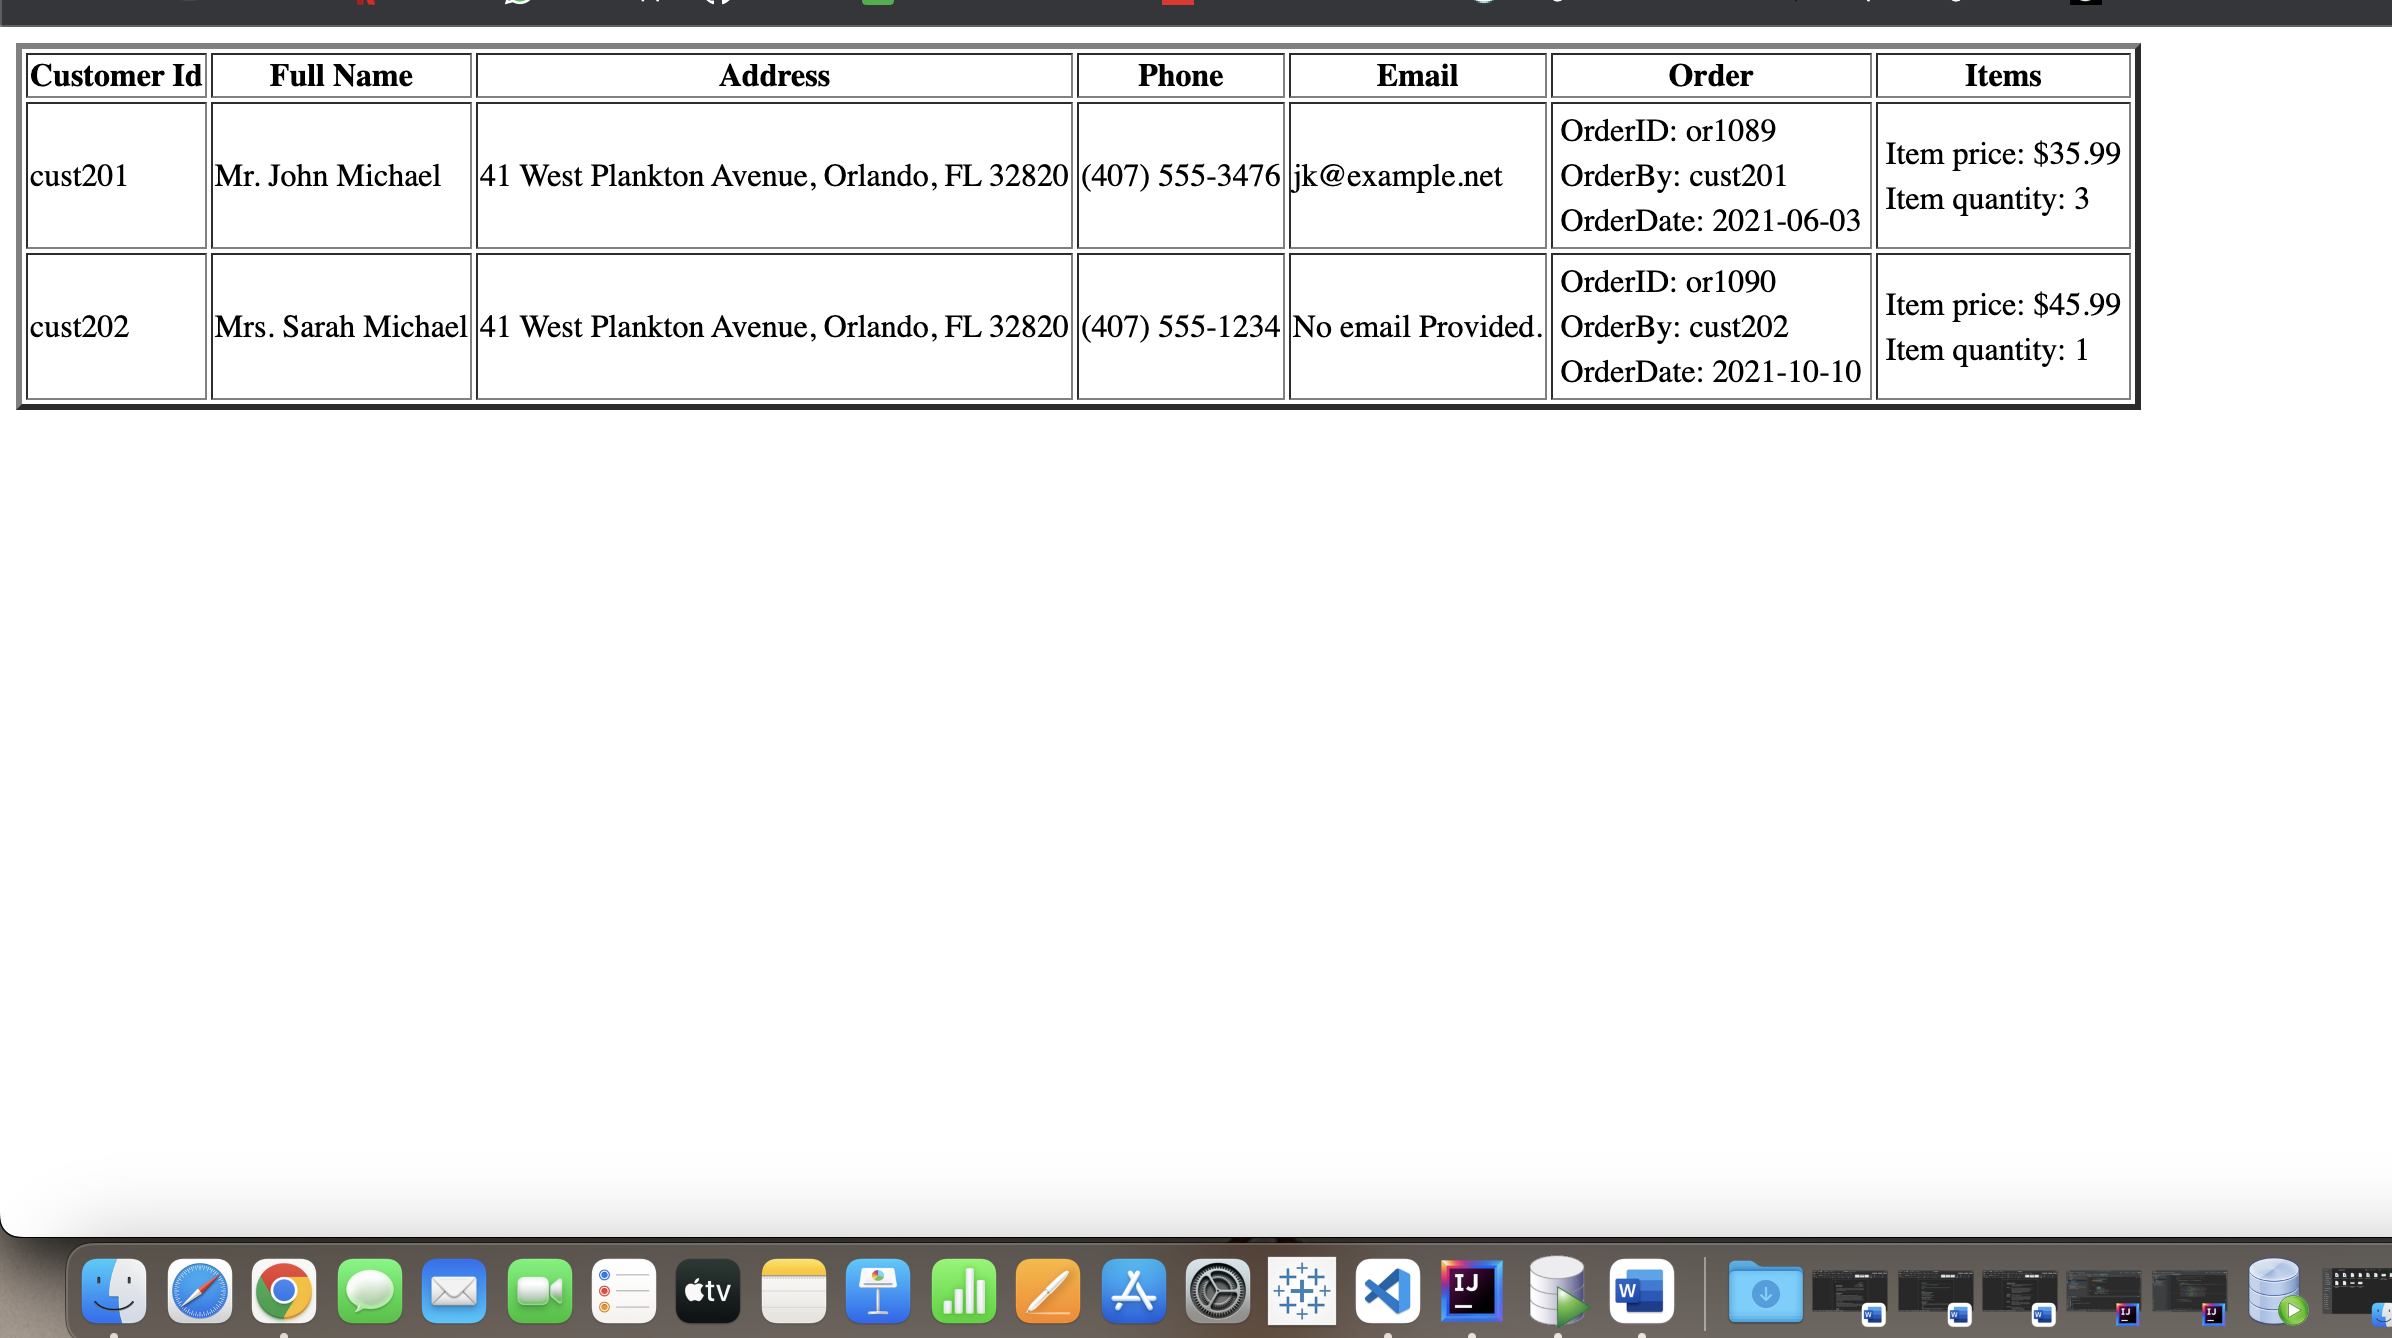 Customer Id Full Name Address Phone Email Order Items
cust201 Mr. John Michael 41 West Plankton Avenue, Orlando, FL 32820 (407) 555-3476 jk@example.net
OrderID: or1089
OrderBy: cust201
OrderDate: 2021-06-03
Item price: $35.99
Item quantity: 3
cust202 Mrs. Sarah Michael 41 West Plankton Avenue, Orlando, FL 32820 (407) 555-1234 No email Provided.
OrderID: or1090
OrderBy: cust202
OrderDate: 2021-10-10
Item price: $45.99
Item quantity: 1
tv
IJ
W